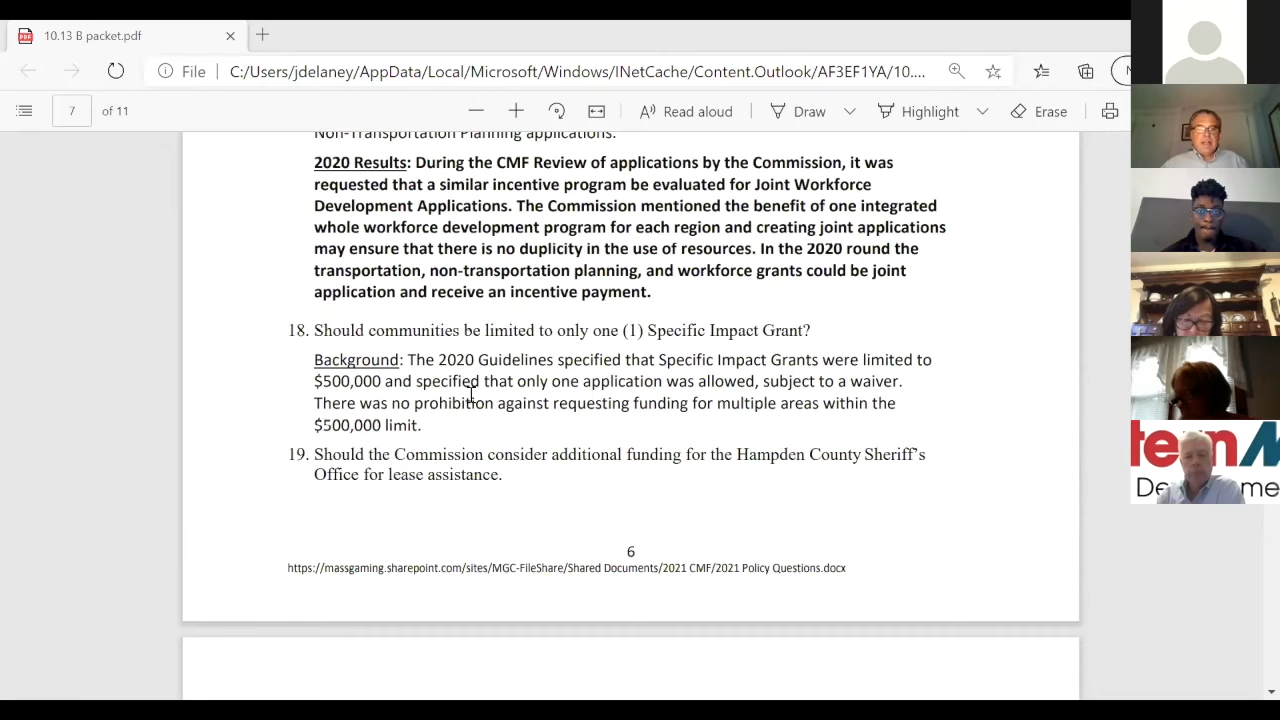 10.13 B packet.pdf
File
C:/Users/jdelaney/AppData/Local/Microsoft/Windows/INetCache/Content.Outlook/AF3EF1YA/10....
7 of 11
Read aloud
Draw
Highlight
Erase
Non-Transportation Planning applications.
2020 Results: During the CMF Review of applications by the Commission, it was
requested that a similar incentive program be evaluated for Joint Workforce
Development Applications. The Commission mentioned the benefit of one integrated
whole workforce development program for each region and creating joint applications
may ensure that there is no duplicity in the use of resources. In the 2020 round the
transportation, non-transportation planning, and workforce grants could be joint
application and receive an incentive payment.
18. Should communities be limited to only one (1) Specific Impact Grant?
Background: The 2020 Guidelines specified that Specific Impact Grants were limited to
$500,000 and specified that only one application was allowed, subject to a waiver.
There was no prohibition against requesting funding for multiple areas within the
$500,000 limit.
19. Should the Commission consider additional funding for the Hampden County Sheriff's
Office for lease assistance.
6
https://massgaming.sharepoint.com/sites/MGC-FileShare/Shared Documents/2021 CMF/2021 Policy Questions.docx